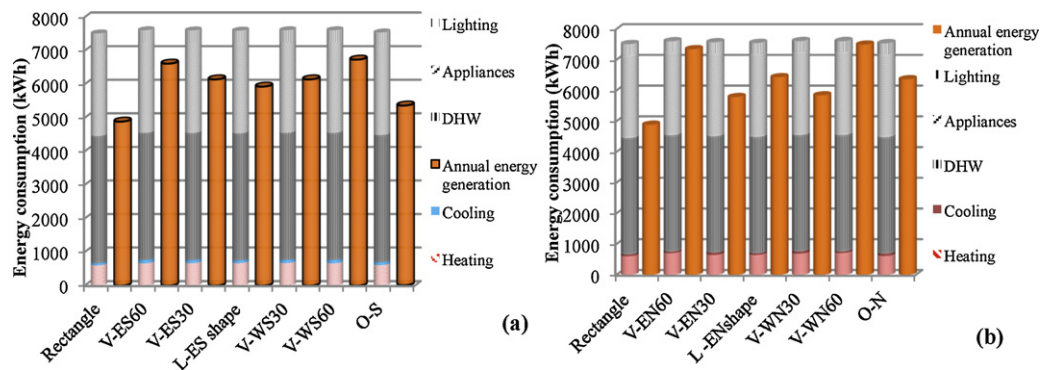 Energy consumption (kWh)
8000
7000
6000
5000
4000
3000
2000
1000
0
Rectangle
V-ES60
V-ES30
L-ES shape
V-WS30
V-WS60
O-S
Lighting
Appliances
DHW
Annual energy
generation
Cooling
Heating
(a)
Energy consumption (kWh)
8000
7000
6000
5000
4000
3000
2000
1000
0
Rectangle
V-EN60
V-EN30
L -ENshape
V-WN30
V-WN60
O-N
Annual energy
generation
Lighting
Appliances
DHW
Cooling
Heating
(b)